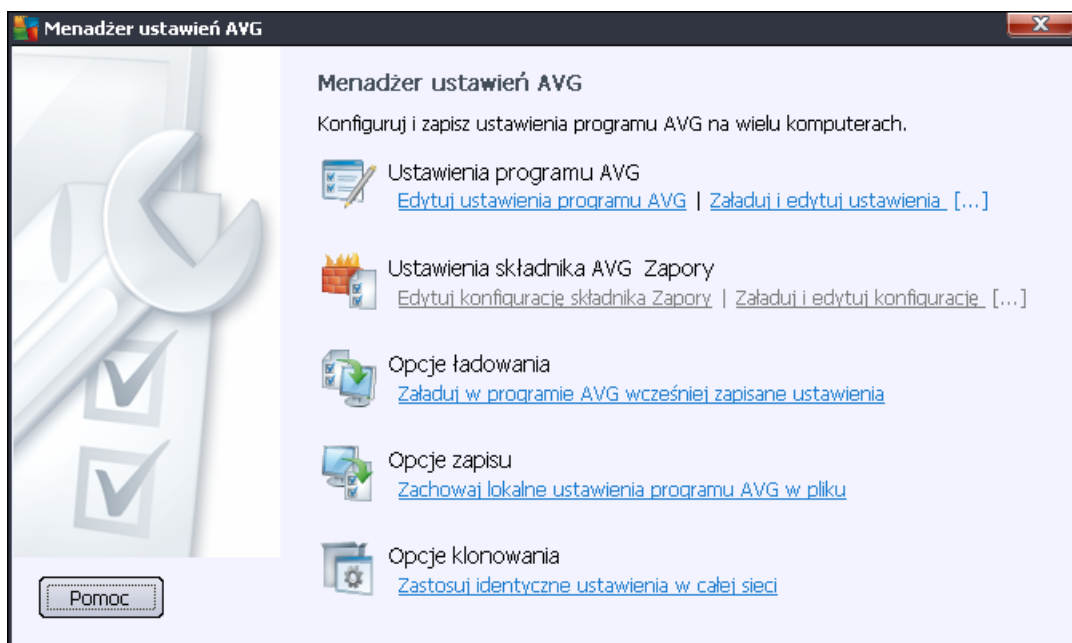 Menadżer ustawień AVG
Menadżer ustawień AVG
Konfiguruj i zapisz ustawienia programu AVG na wielu komputerach.
Ustawienia programu AVG
Edytuj ustawienia programu AVG | Załaduj i edytuj ustawienia [...]
Ustawienia składnika AVG Zapory
Edytuj konfigurację składnika Zapory | Załaduj i edytuj konfigurację [...]
Opcje ładowania
Załaduj w programie AVG wcześniej zapisane ustawienia
Opcje zapisu
Zachowaj lokalne ustawienia programu AVG w pliku
Opcje klonowania
Zastosuj identyczne ustawienia w całej sieci
Pomoc